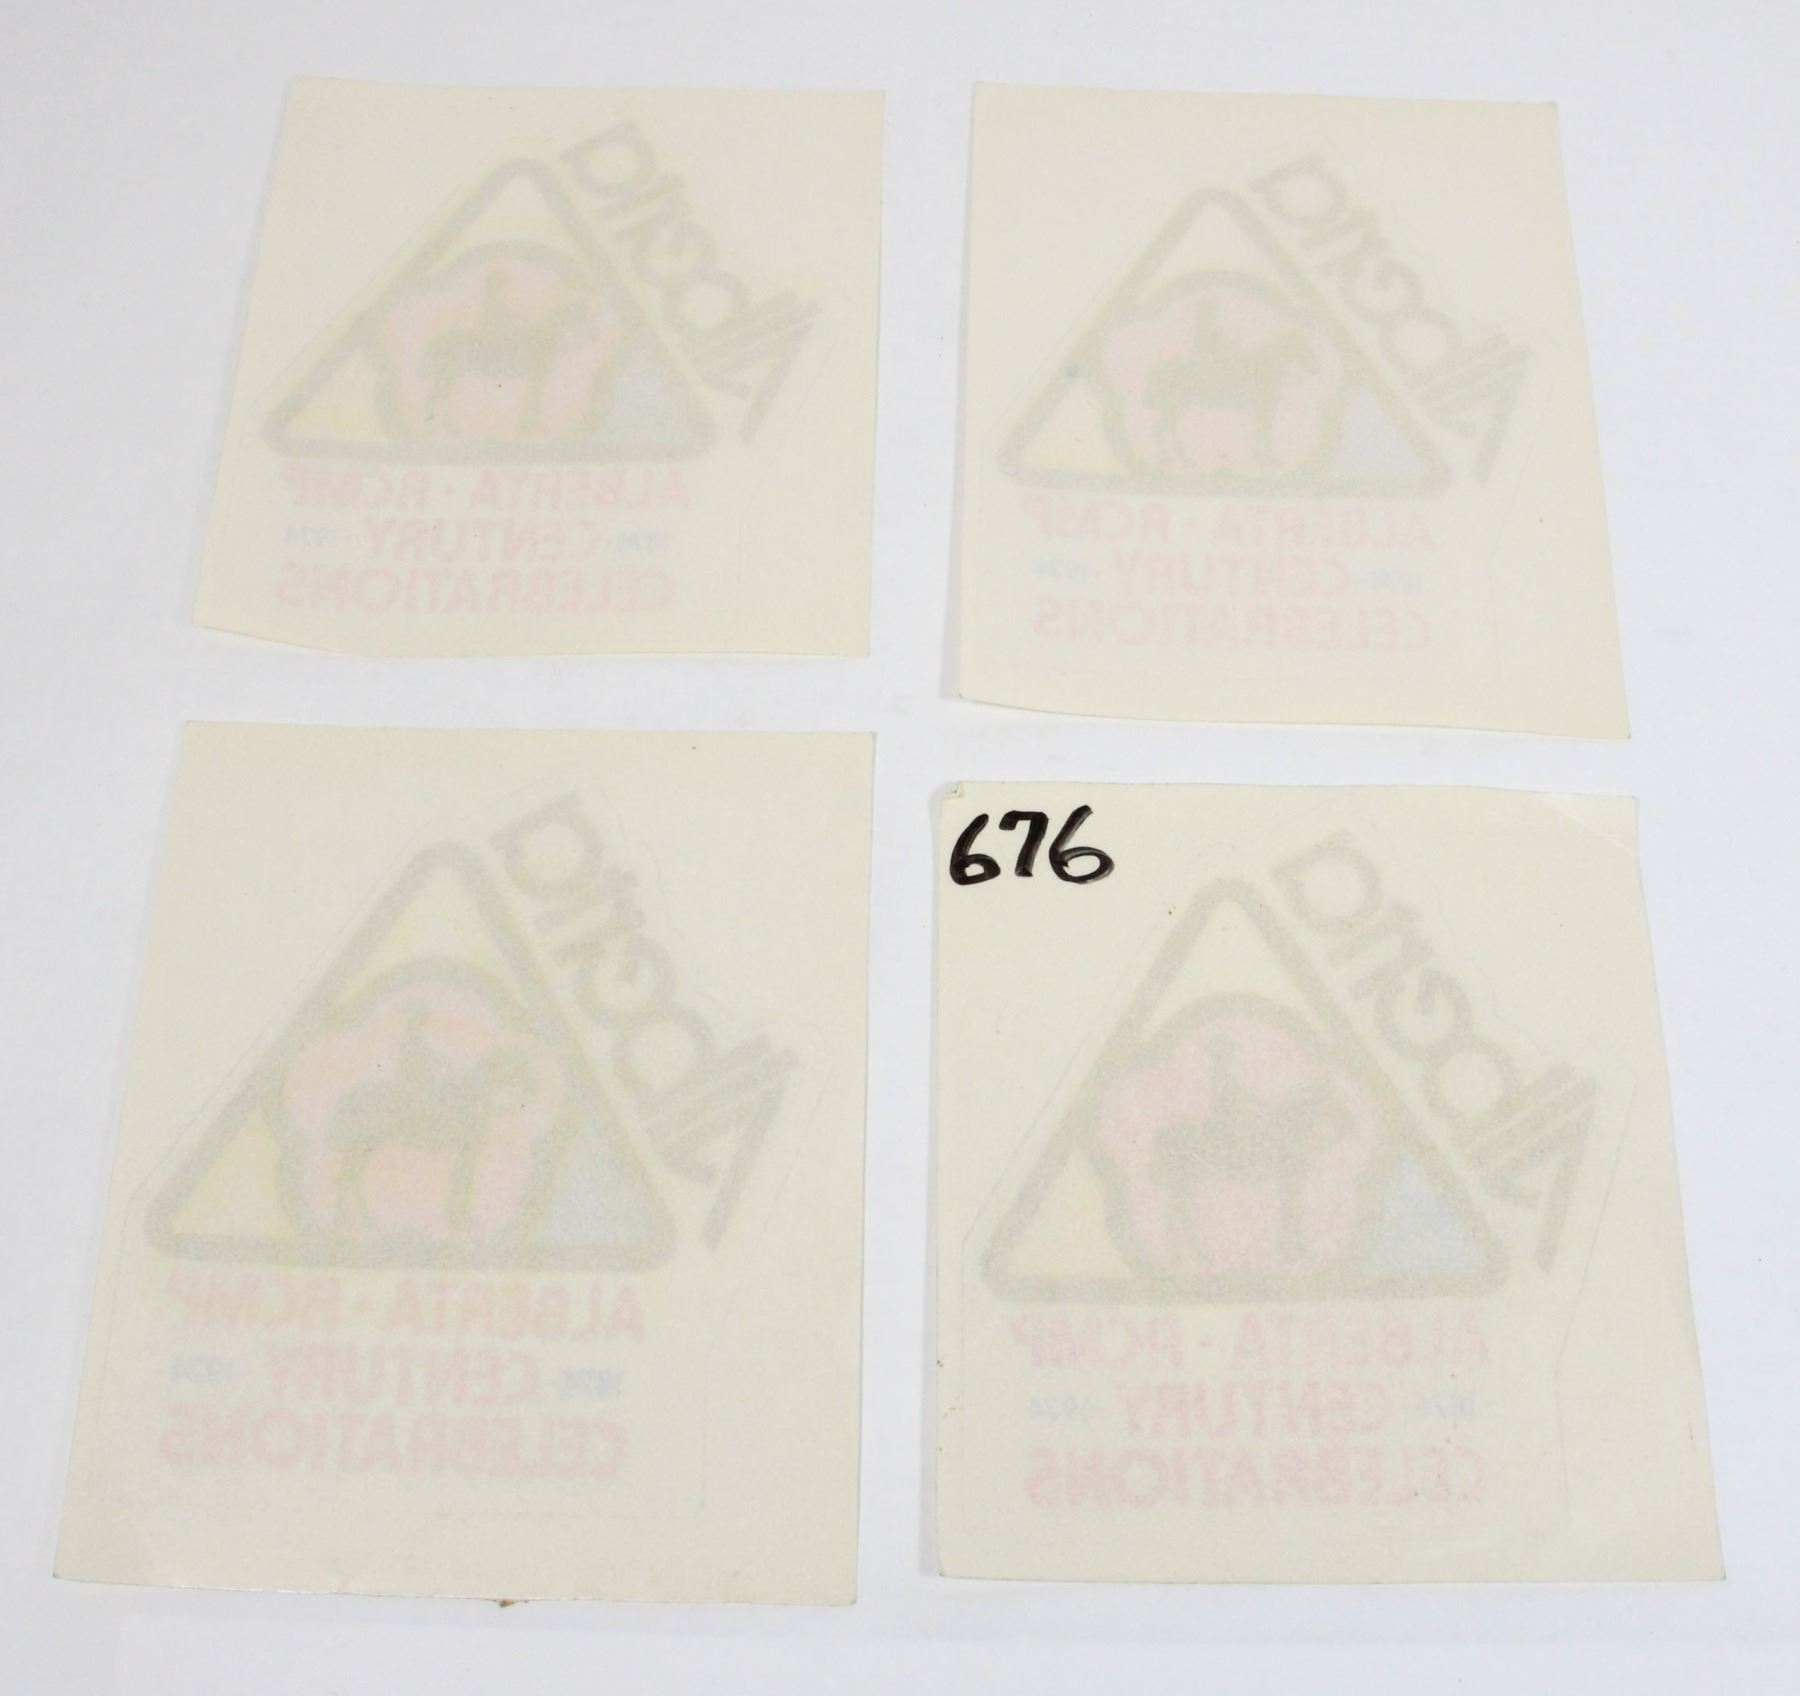 Alberta
ALBERTA · RCMP
1874 · CENTURY · 1974
CELEBRATIONS
Alberta
ALBERTA · RCMP
1874 · CENTURY · 1974
CELEBRATIONS
Alberta
ALBERTA · RCMP
1874 · CENTURY · 1974
CELEBRATIONS
676
Alberta
ALBERTA · RCMP
1874 · CENTURY · 1974
CELEBRATIONS